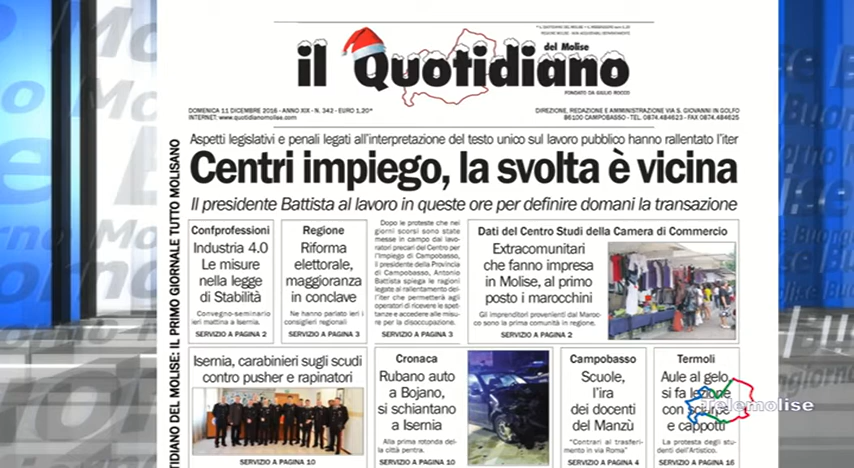 il Quotidiano
del Molise
FONDATO DA GIULIO ROCCO
DOMENICA 11 DICEMBRE 2016 - ANNO XIX - N. 342 - EURO 1,20*
INTERNET: www.quotidianomolise.com
DIREZIONE, REDAZIONE E AMMINISTRAZIONE VIA S. GIOVANNI IN GOLFO
86100 CAMPOBASSO - TEL. 0874.484623 - FAX 0874.484625
TIDIANO DEL MOLISE: IL PRIMO GIORNALE TUTTO MOLISANO
Aspetti legislativi e penali legati all'interpretazione del testo unico sul lavoro pubblico hanno rallentato l'iter
Centri impiego, la svolta è vicina
Il presidente Battista al lavoro in queste ore per definire domani la transazione
Confprofessioni
Industria 4.0
Le misure
nella legge
di Stabilità
Convegno-seminario
ieri mattina a Isernia.
SERVIZIO A PAGINA 2
Regione
Riforma
elettorale,
maggioranza
in conclave
Ne hanno parlato ieri i
consiglieri regionali
SERVIZIO A PAGINA 3
Dopo le proteste che nei
giorni scorsi sono state
messe in campo dai lavo-
ratori precari del Centro per
l'Impiego di Campobasso,
il presidente della Provincia
di Campobasso, Antonio
Battista spiega le ragioni
legate al rallentamento del-
l'iter che permetterà agli
operatori di ricevere le spet-
tanze e accedere alle misu-
re per la disoccupazione.
SERVIZIO A PAGINA 3
Dati del Centro Studi della Camera di Commercio
Extracomunitari
che fanno impresa
in Molise, al primo
posto i marocchini
Gli imprenditori provenienti dal Maroc-
co sono la prima comunità in regione.
SERVIZIO A PAGINA 2
Isernia, carabinieri sugli scudi
contro pusher e rapinatori
SERVIZIO A PAGINA 10
Cronaca
Rubano auto
a Bojano,
si schiantano
a Isernia
Alla prima rotonda del-
la città pentra.
SERVIZIO A PAGINA 10
Campobasso
Scuole,
l'ira
dei docenti
del Manzù
"Contrari al trasferi-
mento in via Roma"
SERVIZIO A PAGINA 4
Termoli
Aule al gelo,
si fa lezione
con sciarpe
e cappotti
La protesta degli stu-
denti dell'Artistico.
SERVIZIO A PAGINA 16
telemolise